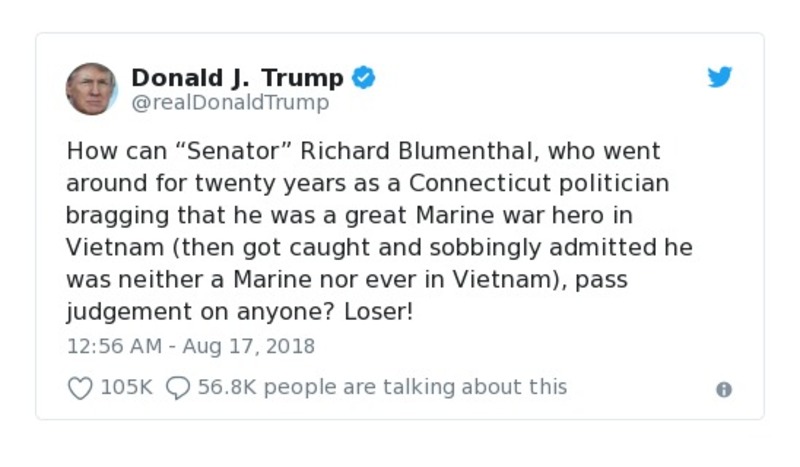 Donald J. Trump
@realDonaldTrump
How can “Senator” Richard Blumenthal, who went
around for twenty years as a Connecticut politician
bragging that he was a great Marine war hero in
Vietnam (then got caught and sobbingly admitted he
was neither a Marine nor ever in Vietnam), pass
judgement on anyone? Loser!
12:56 AM - Aug 17, 2018
105K 56.8K people are talking about this